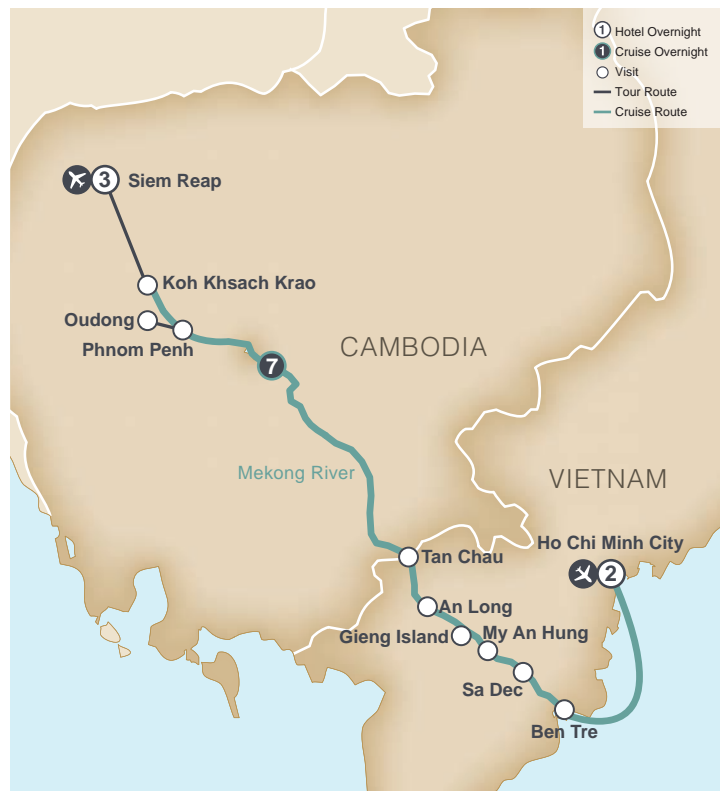 1 Hotel Overnight
1 Cruise Overnight
Visit
Tour Route
Cruise Route
3 Siem Reap
Koh Khsach Krao
Oudong
Phnom Penh
CAMBODIA
7
Mekong River
VIETNAM
Ho Chi Minh City
2
Tan Chau
An Long
Gieng Island
My An Hung
Sa Dec
Ben Tre